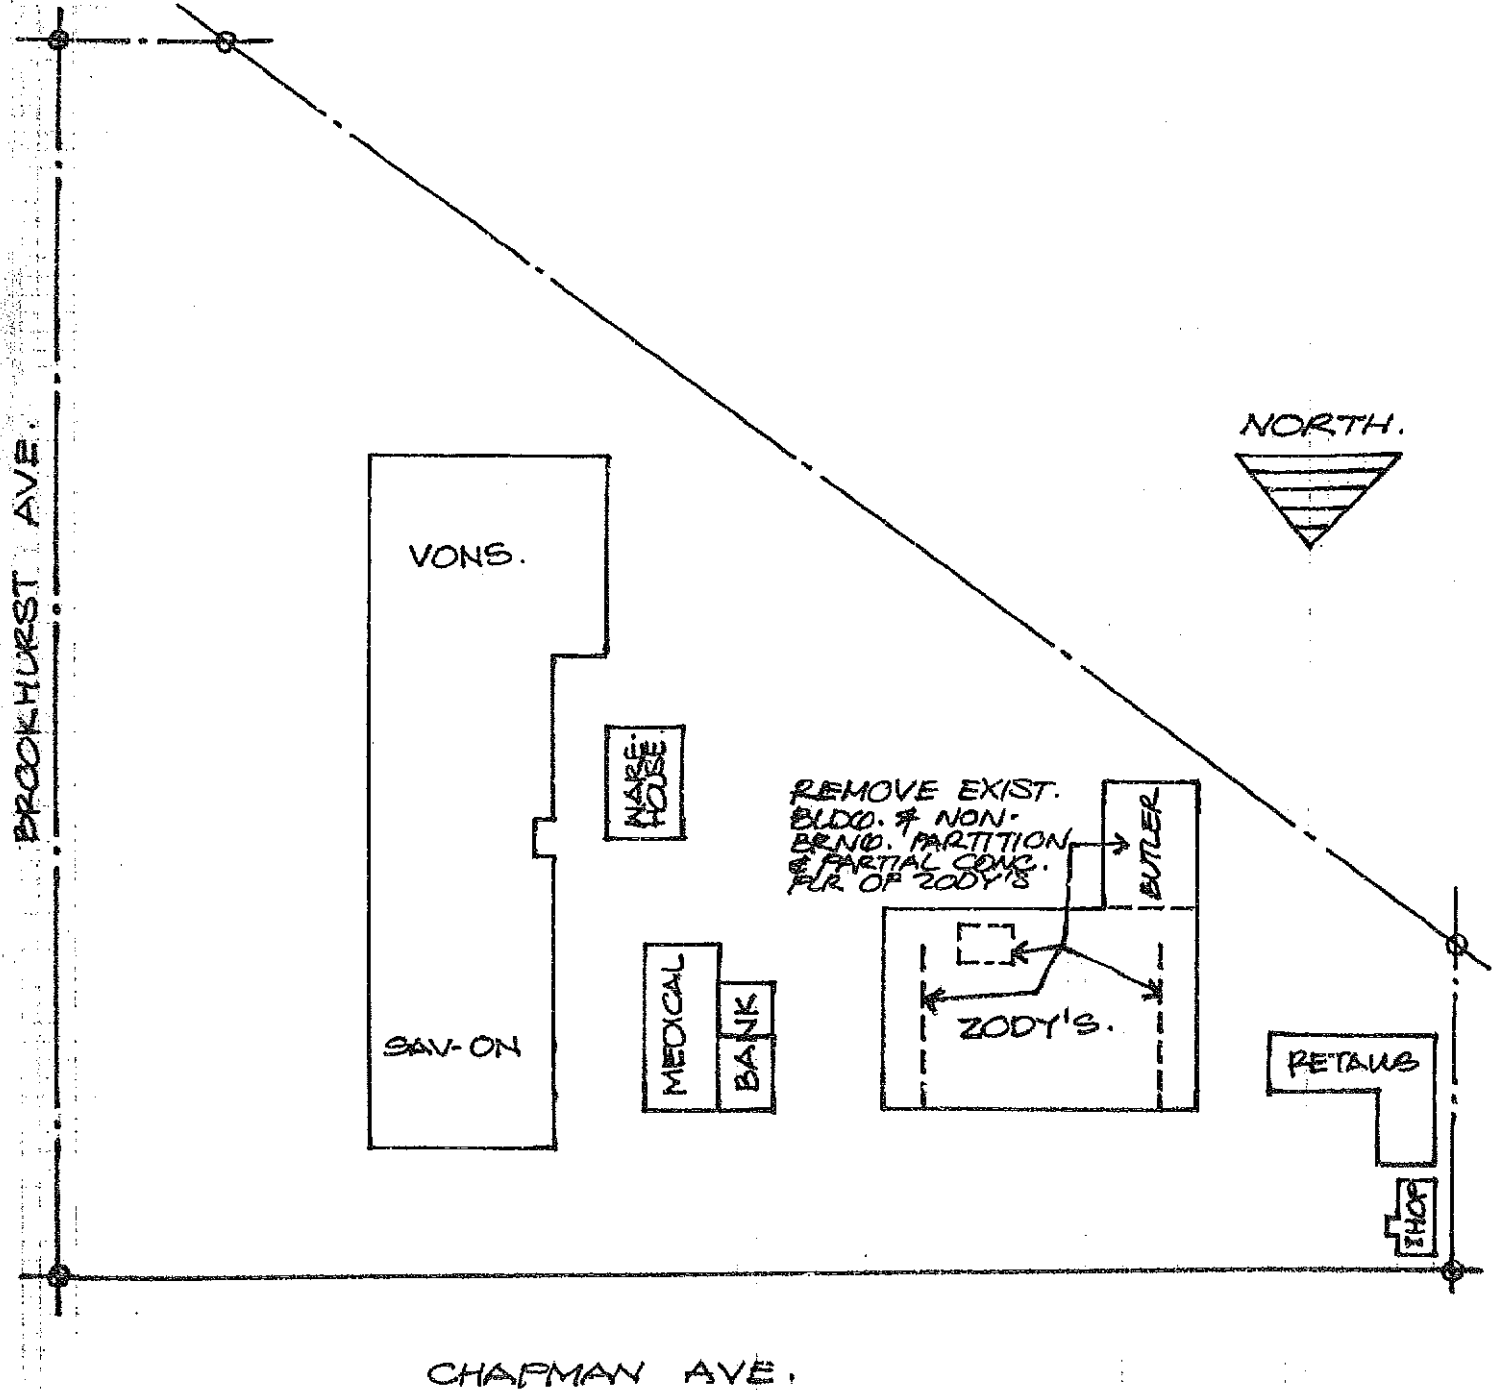 NORTH.
BROOKHURST AVE.
VONS.
WARE-
HOUSE
REMOVE EXIST.
BLDG. & NON-
BRNG. PARTITION
& PARTIAL CONC.
FLR OF ZODY'S
BUTLER
MEDICAL
BANK
ZODY'S.
SAV-ON
RETAILS
IHOP
CHAPMAN AVE.